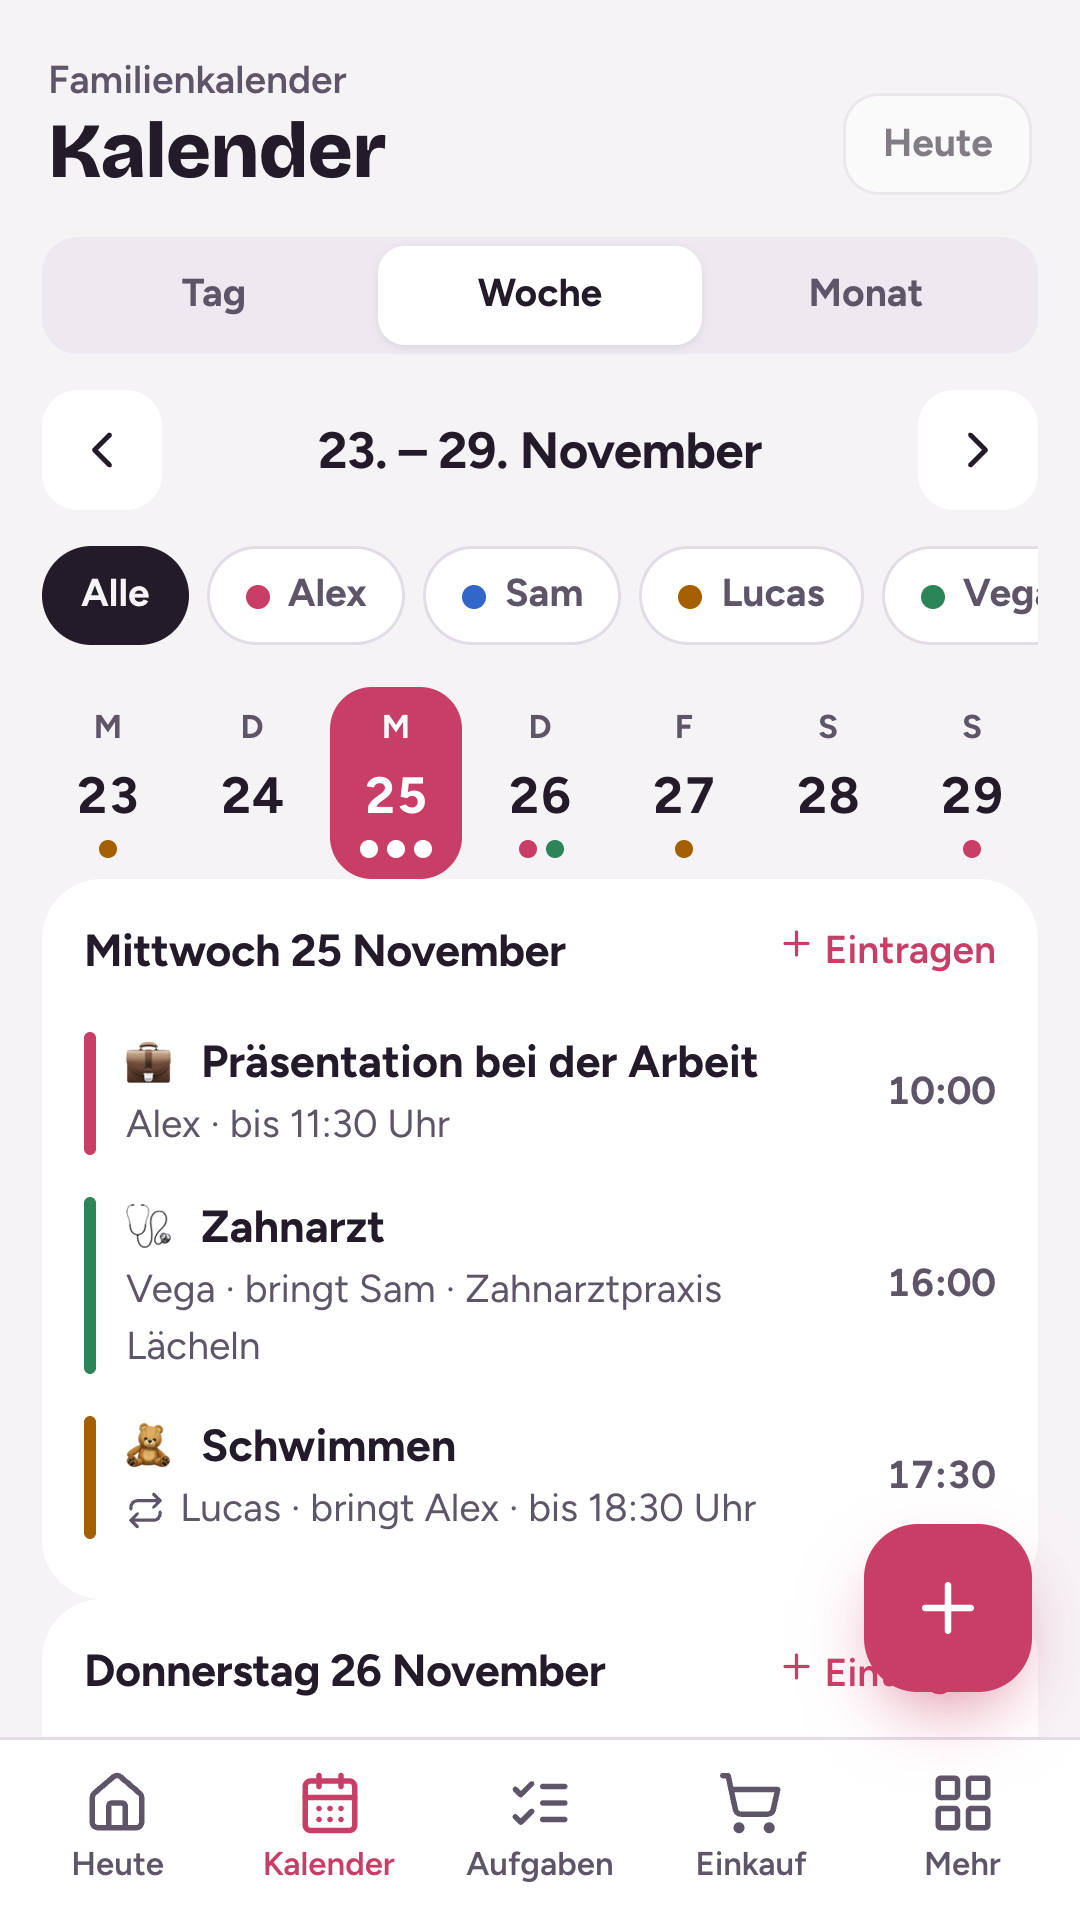 Familienkalender
Kalender
Heute
Tag Woche Monat
23. – 29. November
Alle Alex Sam Lucas
M D M D F S S
23 24 25 26 27 28 29
Mittwoch 25 November + Eintragen
Präsentation bei der Arbeit
10:00
Alex · bis 11:30 Uhr
Zahnarzt
Vega · bringt Sam · Zahnarztpraxis
16:00
Lächeln
Schwimmen
17:30
Lucas · bringt Alex · bis 18:30 Uhr
Donnerstag 26 November +
Heute Kalender Aufgaben Einkauf Mehr